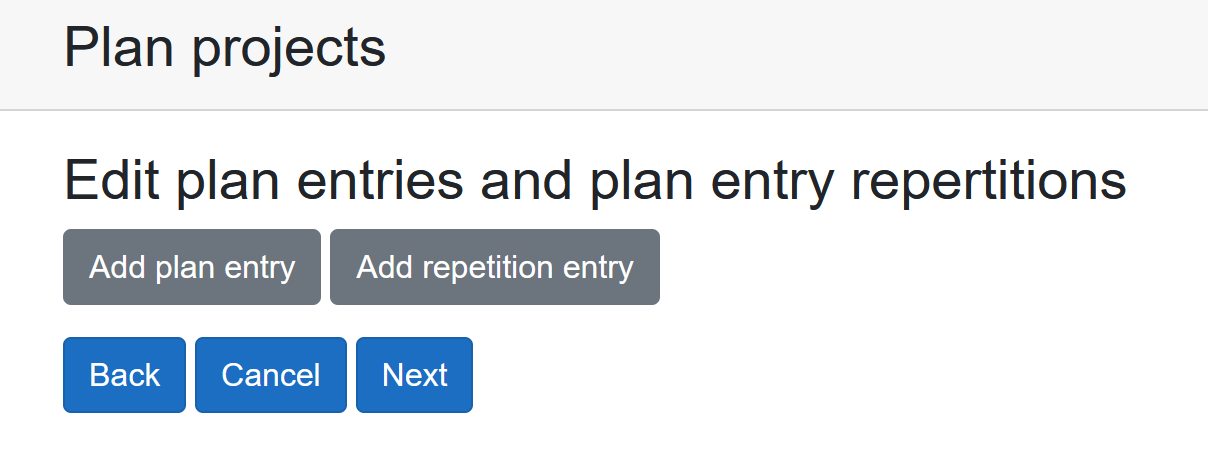 Plan projects
Edit plan entries and plan entry repertitions
Add plan entry Add repetition entry
Back Cancel Next